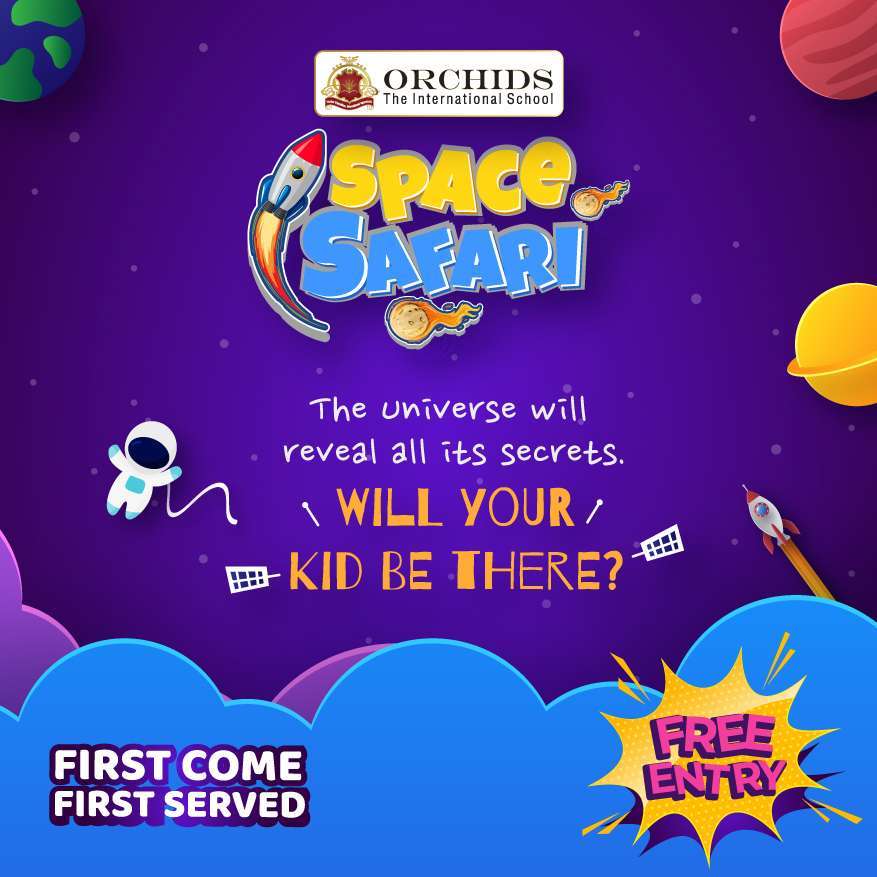 ORCHIDS
The International School
SPACE
SAFARI
The universe will
reveal all its secrets.
WILL YOUR
KID BE THERE?
FIRST COME
FIRST SERVED
FREE
ENTRY